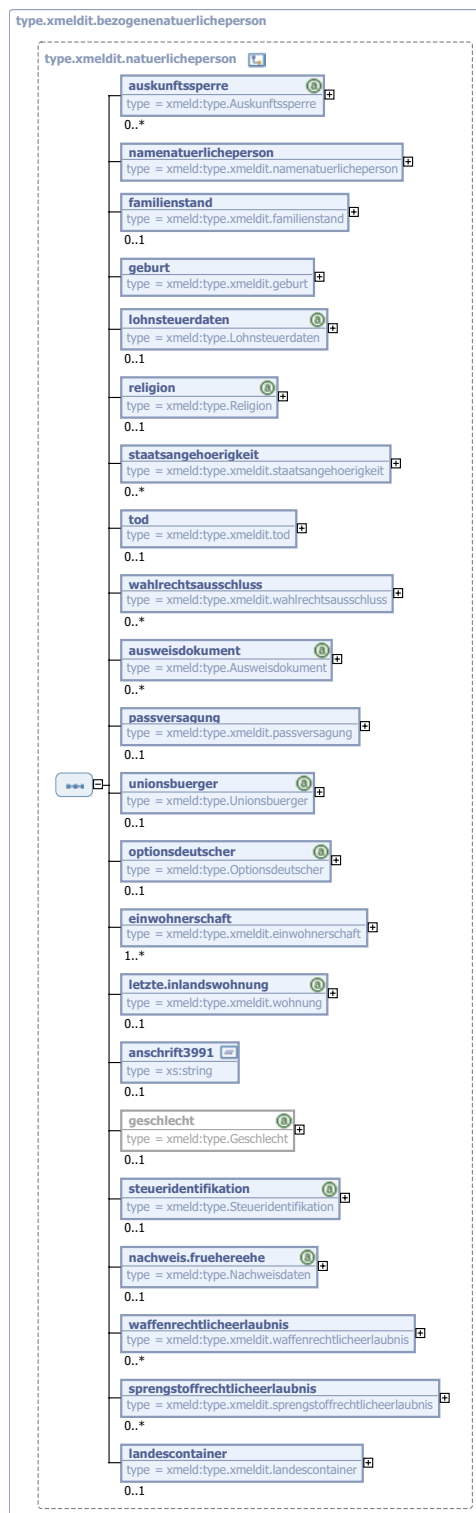 type.xmeldit.bezogenenatuerlicheperson
type.xmeldit.natuerlicheperson
auskunftssperre
type = xmeld:type.Auskunftssperre
0..*
namenatuerlicheperson
type = xmeld:type.xmeldit.namenatuerlicheperson
familienstand
type = xmeld:type.xmeldit.familienstand
0..1
geburt
type = xmeld:type.xmeldit.geburt
lohnsteuerdaten
type = xmeld:type.Lohnsteuerdaten
0..1
religion
type = xmeld:type.Religion
0..1
staatsangehoerigkeit
type = xmeld:type.xmeldit.staatsangehoerigkeit
0..*
tod
type = xmeld:type.xmeldit.tod
0..1
wahlrechtsausschluss
type = xmeld:type.xmeldit.wahlrechtsausschluss
0..*
ausweisdokument
type = xmeld:type.Ausweisdokument
0..*
passversagung
type = xmeld:type.xmeldit.passversagung
0..1
unionsbuerger
type = xmeld:type.Unionsbuerger
0..1
optionsdeutscher
type = xmeld:type.Optionsdeutscher
0..1
einwohnerschaft
type = xmeld:type.xmeldit.einwohnerschaft
1..*
letzte.inlandswohnung
type = xmeld:type.xmeldit.wohnung
0..1
anschrift3991
type = xs:string
0..1
geschlecht
type = xmeld:type.Geschlecht
0..1
steueridentifikation
type = xmeld:type.Steueridentifikation
0..1
nachweis.fruehereehe
type = xmeld:type.Nachweisdaten
0..1
waffenrechtlicheerlaubnis
type = xmeld:type.xmeldit.waffenrechtlicheerlaubnis
0..*
sprengstoffrechtlicheerlaubnis
type = xmeld:type.xmeldit.sprengstoffrechtlicheerlaubnis
0..*
landescontainer
type = xmeld:type.xmeldit.landescontainer
0..1